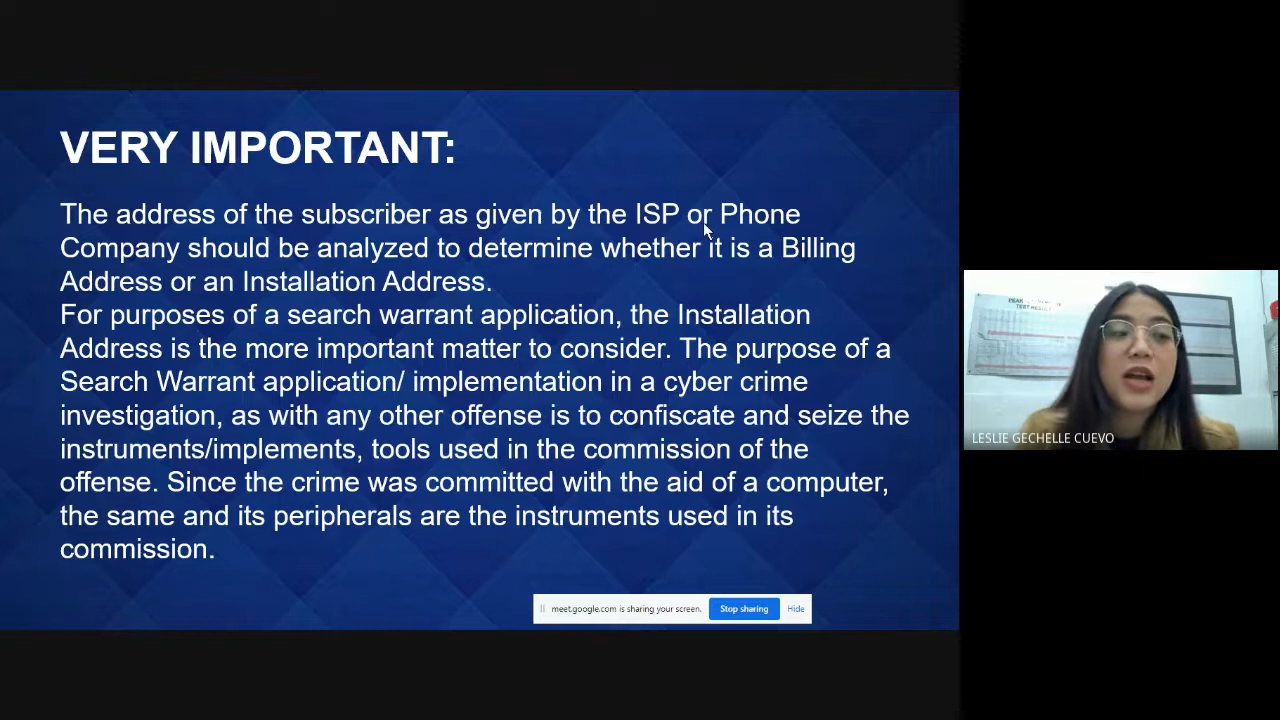 VERY IMPORTANT:
The address of the subscriber as given by the ISP or Phone
Company should be analyzed to determine whether it is a Billing
Address or an Installation Address.
For purposes of a search warrant application, the Installation
Address is the more important matter to consider. The purpose of a
Search Warrant application/ implementation in a cyber crime
investigation, as with any other offense is to confiscate and seize the
instruments/implements, tools used in the commission of the
offense. Since the crime was committed with the aid of a computer,
the same and its peripherals are the instruments used in its
commission.
meet.google.com is sharing your screen. Stop sharing Hide
PEAK
TEST RESULT
LESLIE GECHELLE CUEVO